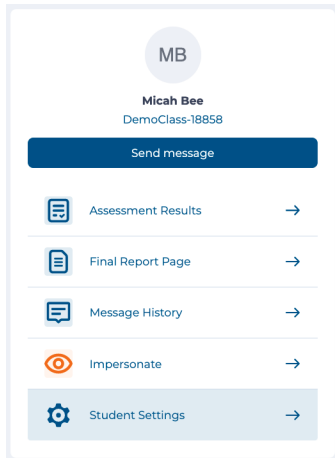 MB
Micah Bee
DemoClass-18858
Send message
Assessment Results
Final Report Page
Message History
Impersonate
Student Settings